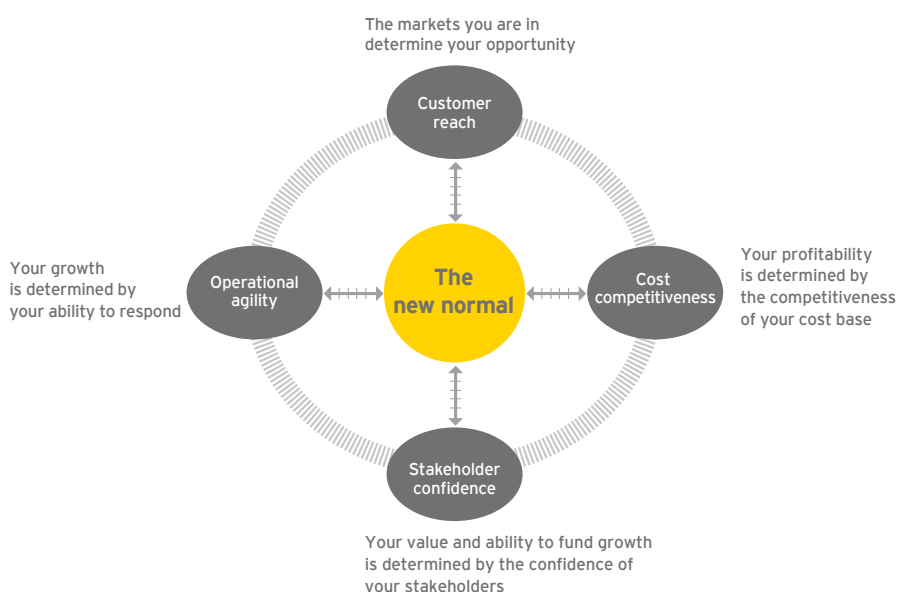 The markets you are in
determine your opportunity
Customer
reach
Your growth
is determined by
your ability to respond
Operational
agility
The
new normal
Cost
competitiveness
Your profitability
is determined by
the competitiveness
of your cost base
Stakeholder
confidence
Your value and ability to fund growth
is determined by the confidence of
your stakeholders